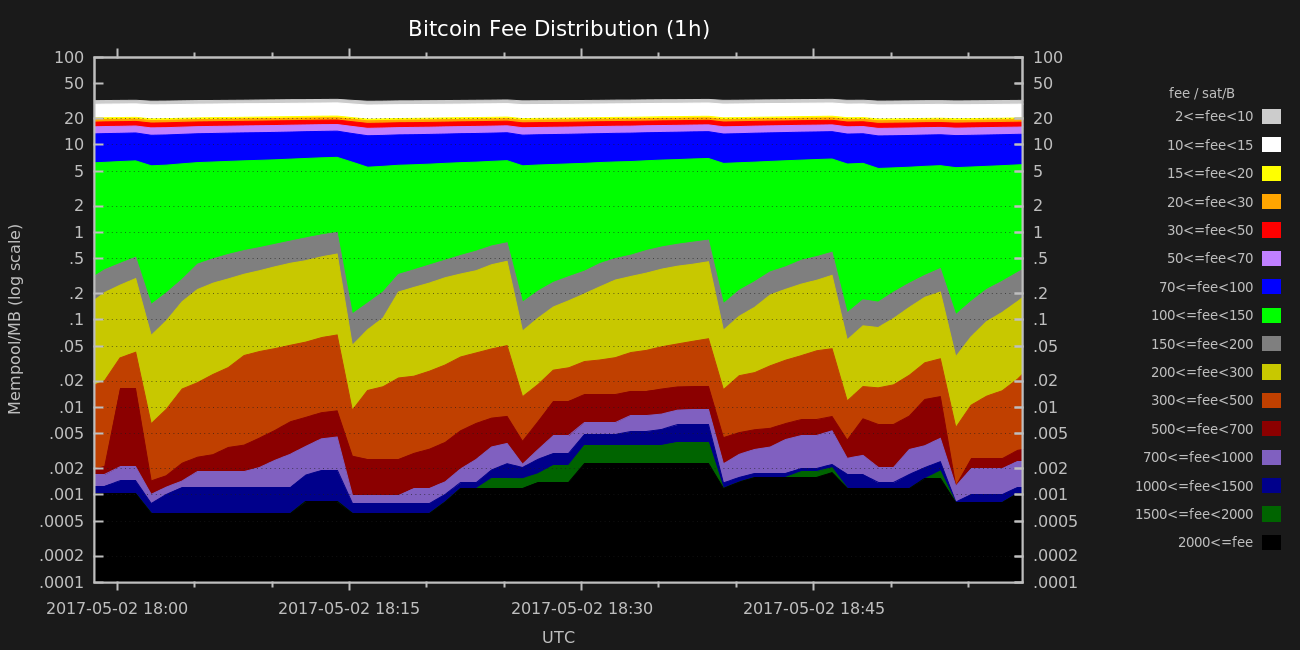 Bitcoin Fee Distribution (1h)
100 100
50 50
20 20
10 10
5 5
2 2
1 1
.5 .5
.2 .2
.1 .1
.05 .05
.02 .02
.01 .01
.005 .005
.002 .002
.001 .001
.0005 .0005
.0002 .0002
.0001 .0001
Mempool/MB (log scale)
2017-05-02 18:00 2017-05-02 18:15 2017-05-02 18:30 2017-05-02 18:45
UTC
fee / sat/B
2<=fee<10
10<=fee<15
15<=fee<20
20<=fee<30
30<=fee<50
50<=fee<70
70<=fee<100
100<=fee<150
150<=fee<200
200<=fee<300
300<=fee<500
500<=fee<700
700<=fee<1000
1000<=fee<1500
1500<=fee<2000
2000<=fee